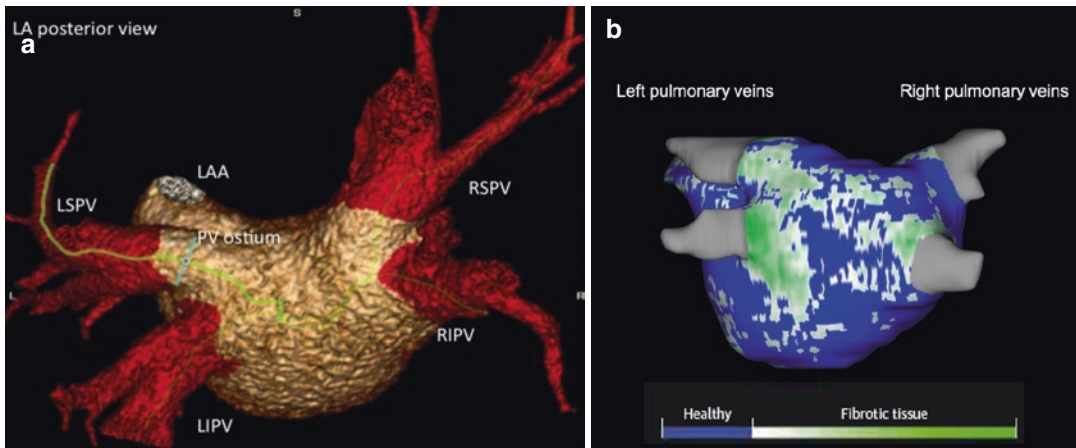 S
LA posterior view
a
LAA
LSPV
RSPV
PV ostium
L
R
RIPV
LIPV
b
Left pulmonary veins
Right pulmonary veins
Healthy
Fibrotic tissue